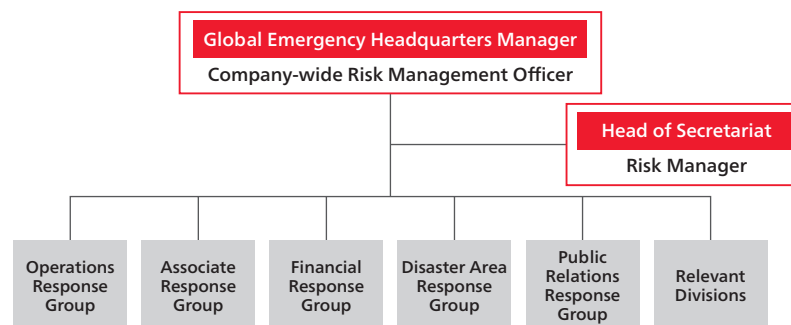 Global Emergency Headquarters Manager
Company-wide Risk Management Officer
Head of Secretariat
Risk Manager
Operations
Response
Group
Associate
Response
Group
Financial
Response
Group
Disaster Area
Response
Group
Public
Relations
Response
Group
Relevant
Divisions